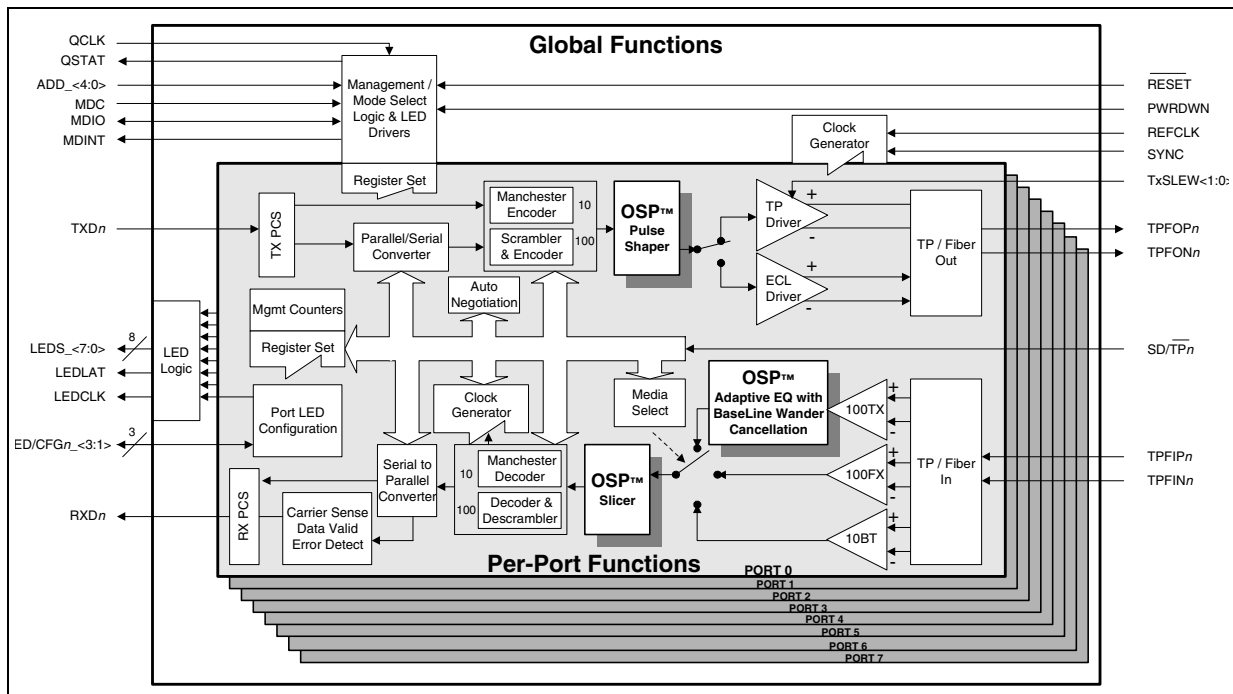 Global Functions
QCLK
QSTAT
ADD_<4:0>
MDC
MDIO
MDINT
Management /
Mode Select
Logic & LED
Drivers
Register Set
RESET
PWRDWN
REFCLK
SYNC
TxSLEW<1:0>
Clock
Generator
TXDn
TX PCS
Parallel/Serial
Converter
Manchester
Encoder
10
Scrambler
& Encoder
100
OSP™
Pulse
Shaper
TP
Driver
+
-
ECL
Driver
+
-
TP / Fiber
Out
TPFOPn
TPFONn
Auto
Negotiation
Mgmt Counters
Register Set
LED
Logic
8
LEDS_<7:0>
LEDLAT
LEDCLK
3
ED/CFGn_<3:1>
Port LED
Configuration
Clock
Generator
Media
Select
SD/TPn
OSP™
Adaptive EQ with
BaseLine Wander
Cancellation
100TX
+
-
100FX
+
-
10BT
+
-
TP / Fiber
In
TPFIPn
TPFINn
RXDn
RX PCS
Carrier Sense
Data Valid
Error Detect
Serial to
Parallel
Converter
10
Manchester
Decoder
100
Decoder &
Descrambler
OSP™
Slicer
Per-Port Functions
PORT 0
PORT 1
PORT 2
PORT 3
PORT 4
PORT 5
PORT 6
PORT 7